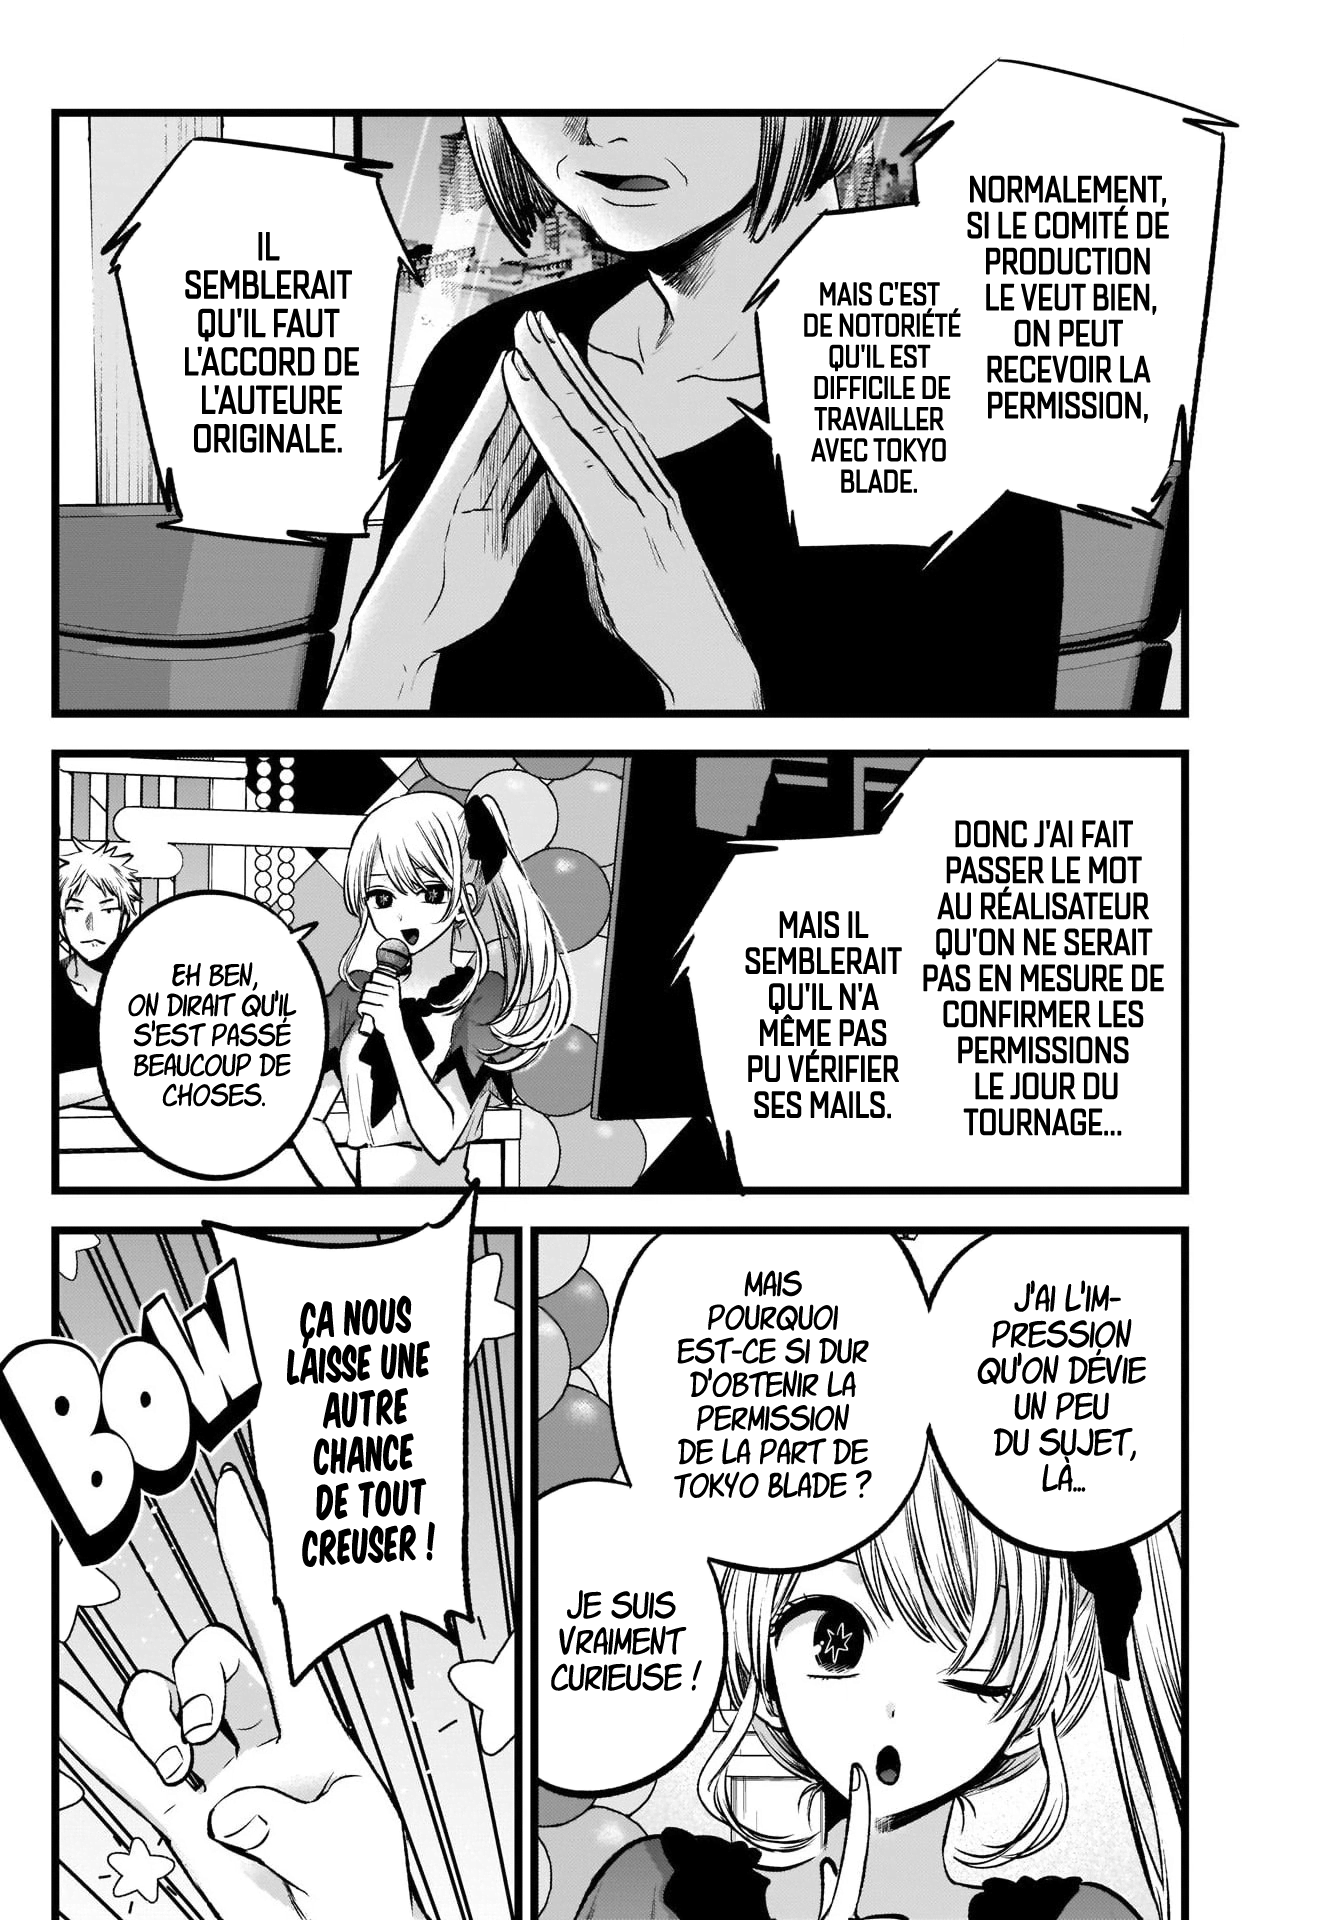 NORMALEMENT,
SI LE COMITÉ DE
PRODUCTION
LE VEUT BIEN,
ON PEUT
RECEVOIR LA
PERMISSION,
MAIS C'EST
DE NOTORIÉTÉ
QU'IL EST
DIFFICILE DE
TRAVAILLER
AVEC TOKYO
BLADE.
IL
SEMBLERAIT
QU'IL FAUT
L'ACCORD DE
L'AUTEURE
ORIGINALE.
DONC J'AI FAIT
PASSER LE MOT
AU RÉALISATEUR
QU'ON NE SERAIT
PAS EN MESURE DE
CONFIRMER LES
PERMISSIONS
LE JOUR DU
TOURNAGE...
MAIS IL
SEMBLERAIT
QU'IL N'A
MÊME PAS
PU VÉRIFIER
SES MAILS.
EH BEN,
ON DIRAIT QU'IL
S'EST PASSÉ
BEAUCOUP DE
CHOSES.
J'AI L'IM-
PRESSION
QU'ON DÉVIE
UN PEU
DU SUJET,
LÀ...
MAIS
POURQUOI
EST-CE SI DUR
D'OBTENIR LA
PERMISSION
DE LA PART DE
TOKYO BLADE ?
JE SUIS
VRAIMENT
CURIEUSE !
ÇA NOUS
LAISSE UNE
AUTRE
CHANCE
DE TOUT
CREUSER !
BOW